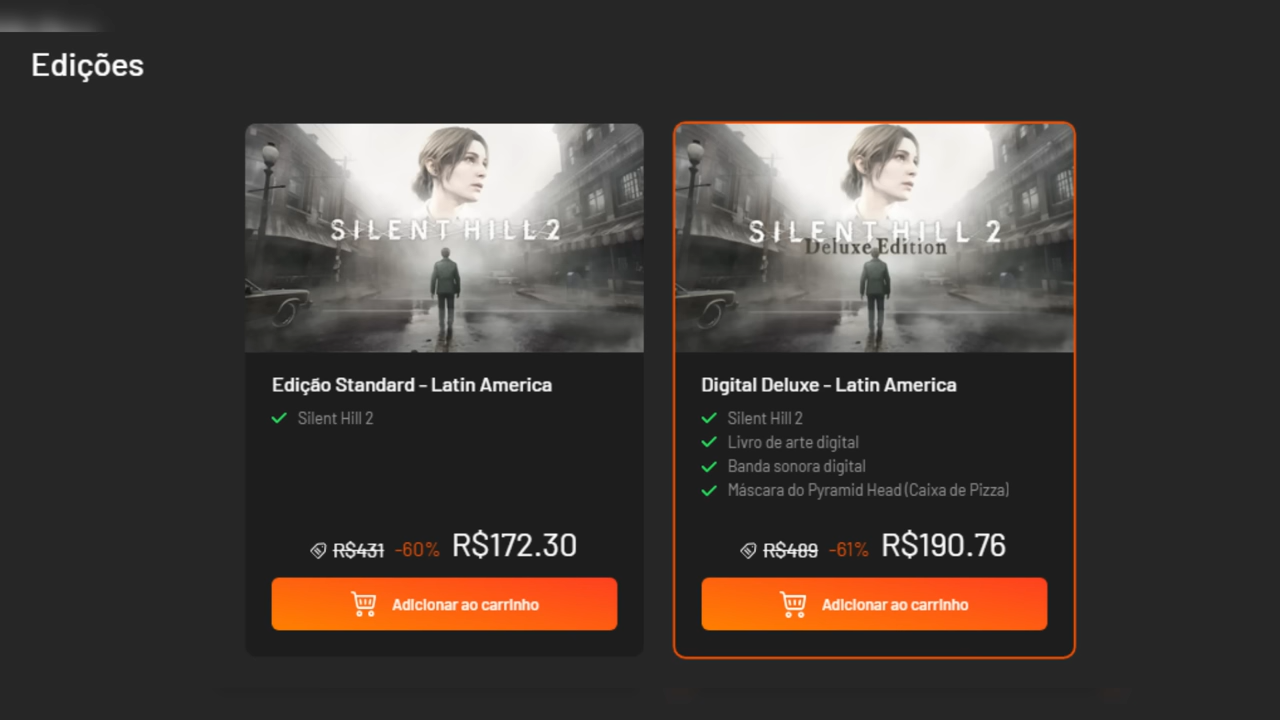 Edições
SILENT HILL 2
Edição Standard - Latin America
Silent Hill 2
R$431 -60% R$172.30
Adicionar ao carrinho
SILENT HILL 2
Deluxe Edition
Digital Deluxe - Latin America
Silent Hill 2
Livro de arte digital
Banda sonora digital
Máscara do Pyramid Head (Caixa de Pizza)
R$489 -61% R$190.76
Adicionar ao carrinho